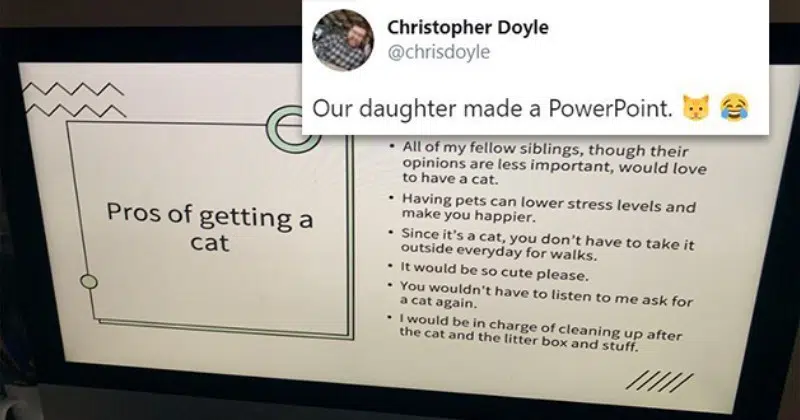 Christopher Doyle
@chrisdoyle
Our daughter made a PowerPoint. 🐱 😂
Pros of getting a
cat
• All of my fellow siblings, though their
opinions are less important, would love
to have a cat.
• Having pets can lower stress levels and
make you happier.
• Since it's a cat, you don't have to take it
outside everyday for walks.
• It would be so cute please.
• You wouldn't have to listen to me ask for
a cat again.
• I would be in charge of cleaning up after
the cat and the litter box and stuff.